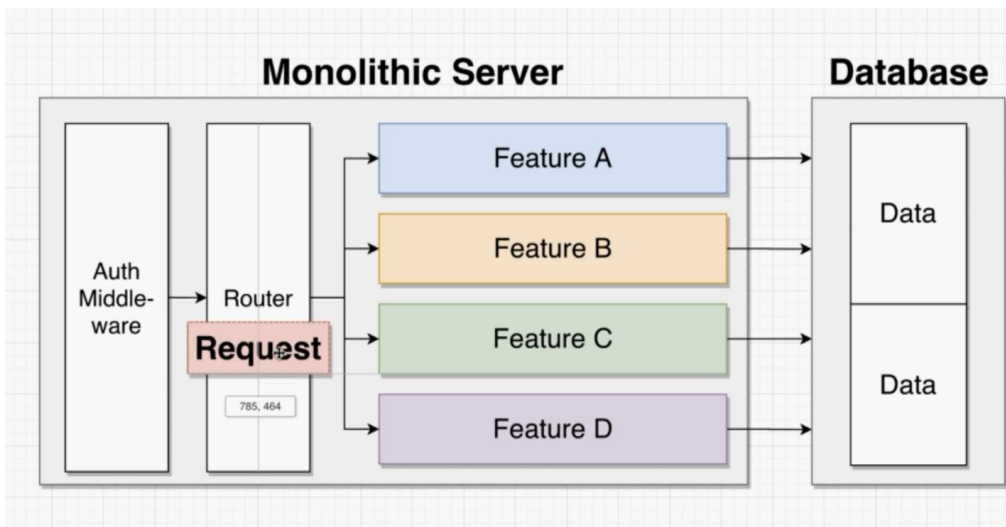 Monolithic Server
Database
Auth
Middle-
ware
Router
Request
785, 464
Feature A
Feature B
Feature C
Feature D
Data
Data